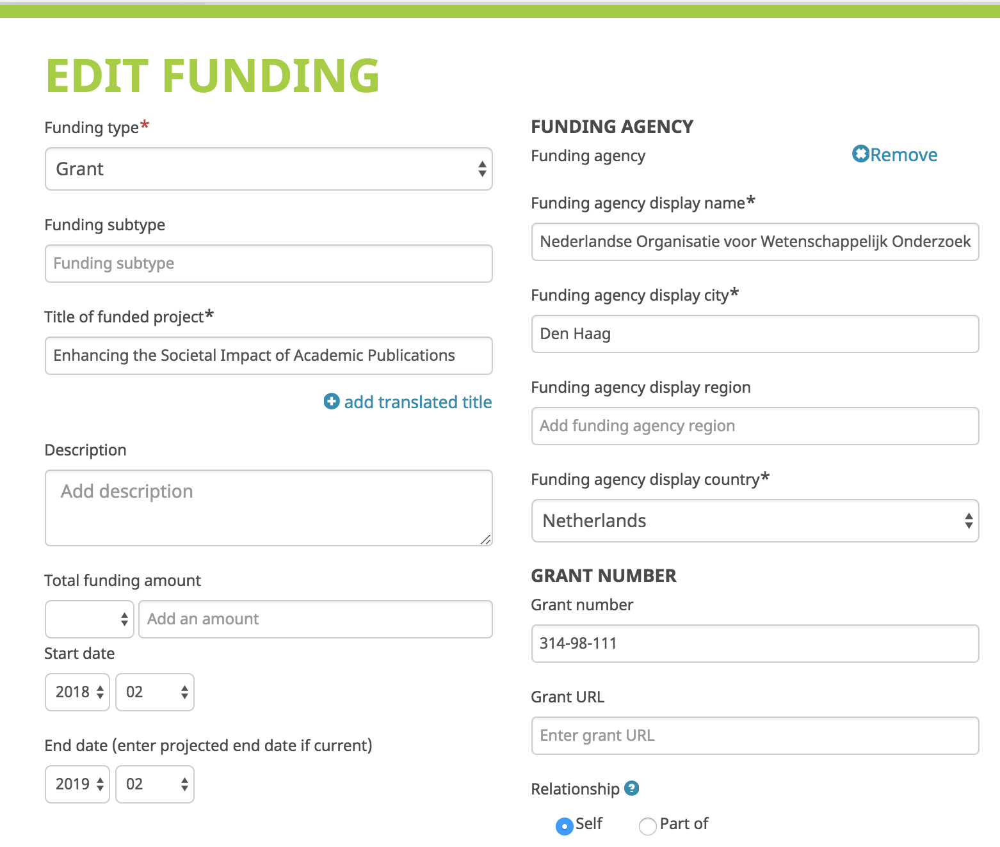 EDIT FUNDING
Funding type*
Grant
Funding subtype
Funding subtype
Title of funded project*
Enhancing the Societal Impact of Academic Publications
add translated title
Description
Add description
Total funding amount
Add an amount
Start date
2018 02
End date (enter projected end date if current)
2019 02
FUNDING AGENCY
Funding agency
Remove
Funding agency display name*
Nederlandse Organisatie voor Wetenschappelijk Onderzoek
Funding agency display city*
Den Haag
Funding agency display region
Add funding agency region
Funding agency display country*
Netherlands
GRANT NUMBER
Grant number
314-98-111
Grant URL
Enter grant URL
Relationship ?
Self Part of